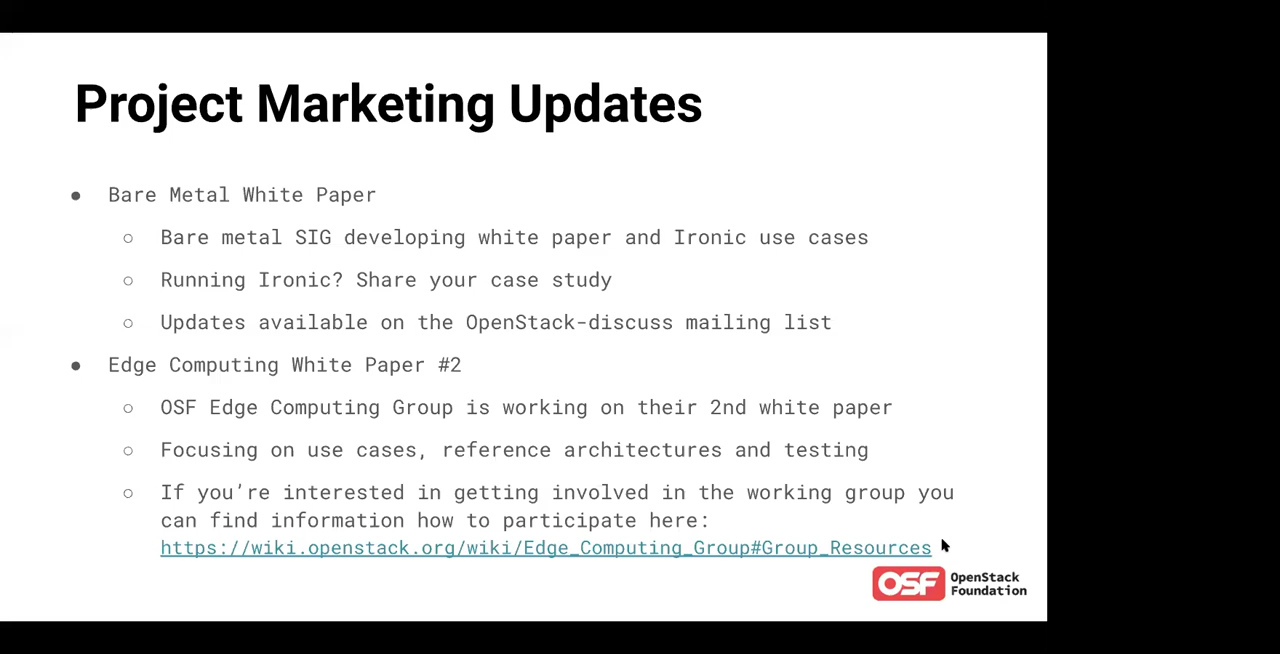 Project Marketing Updates
● Bare Metal White Paper
○ Bare metal SIG developing white paper and Ironic use cases
○ Running Ironic? Share your case study
○ Updates available on the OpenStack-discuss mailing list
● Edge Computing White Paper #2
○ OSF Edge Computing Group is working on their 2nd white paper
○ Focusing on use cases, reference architectures and testing
○ If you’re interested in getting involved in the working group you
can find information how to participate here:
https://wiki.openstack.org/wiki/Edge_Computing_Group#Group_Resources
OSF OpenStack
Foundation